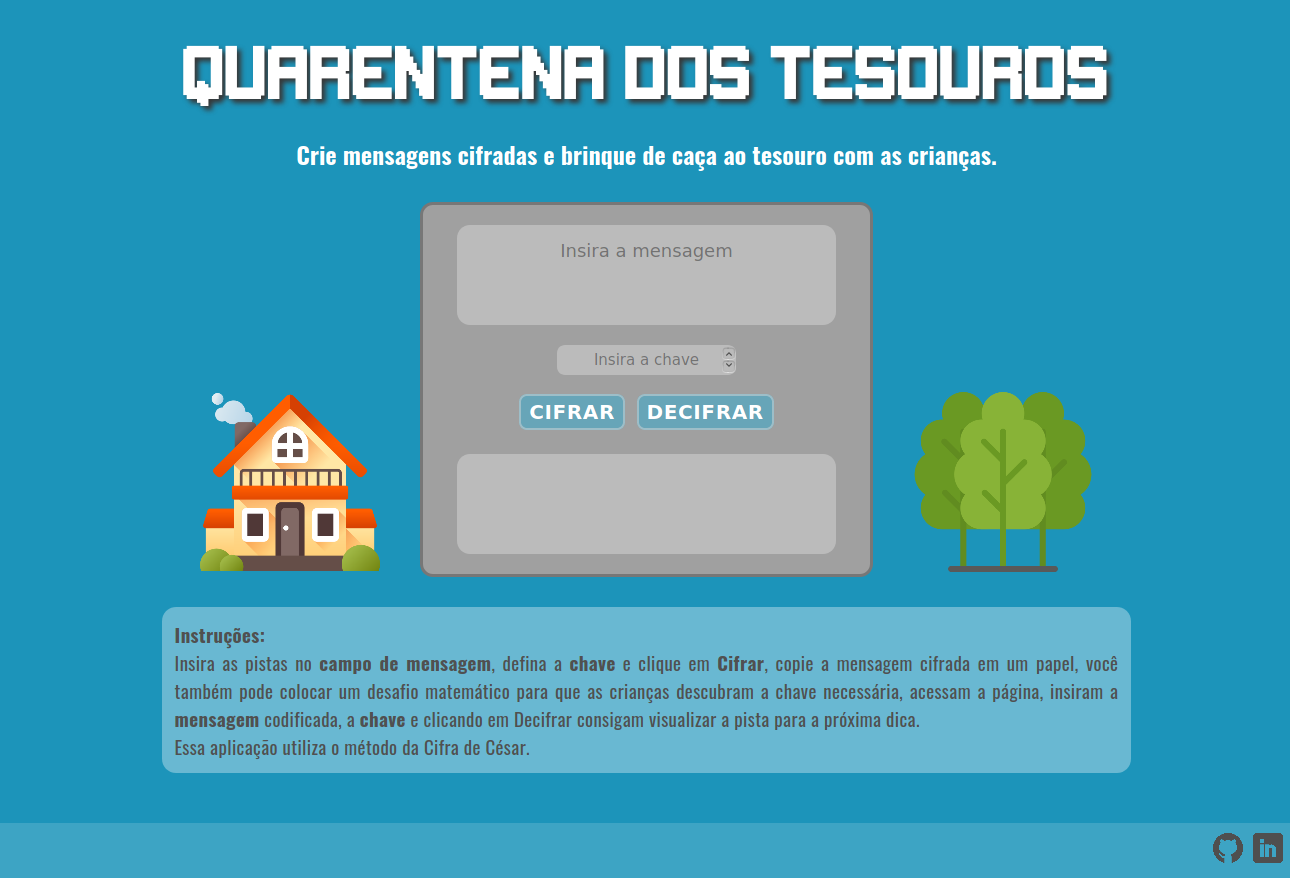 QUARENTENA DOS TESOUROS
Crie mensagens cifradas e brinque de caça ao tesouro com as crianças.
Insira a mensagem
Insira a chave
CIFRAR DECIFRAR
Instruções:
Insira as pistas no campo de mensagem, defina a chave e clique em Cifrar, copie a mensagem cifrada em um papel, você
também pode colocar um desafio matemático para que as crianças descubram a chave necessária, acessam a página, insiram a
mensagem codificada, a chave e clicando em Decifrar consigam visualizar a pista para a próxima dica.
Essa aplicação utiliza o método da Cifra de César.
in